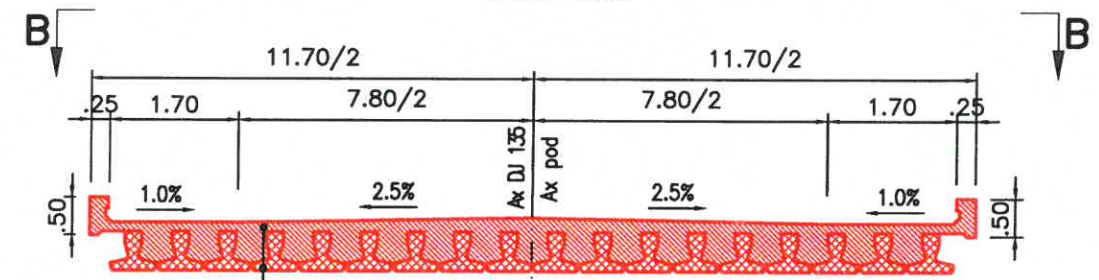 B B
11.70/2 11.70/2
.25 1.70 7.80/2 7.80/2 1.70 .25
Ax DJ 135
Ax pod
.50 1.0% 2.5% 2.5% 1.0% .50